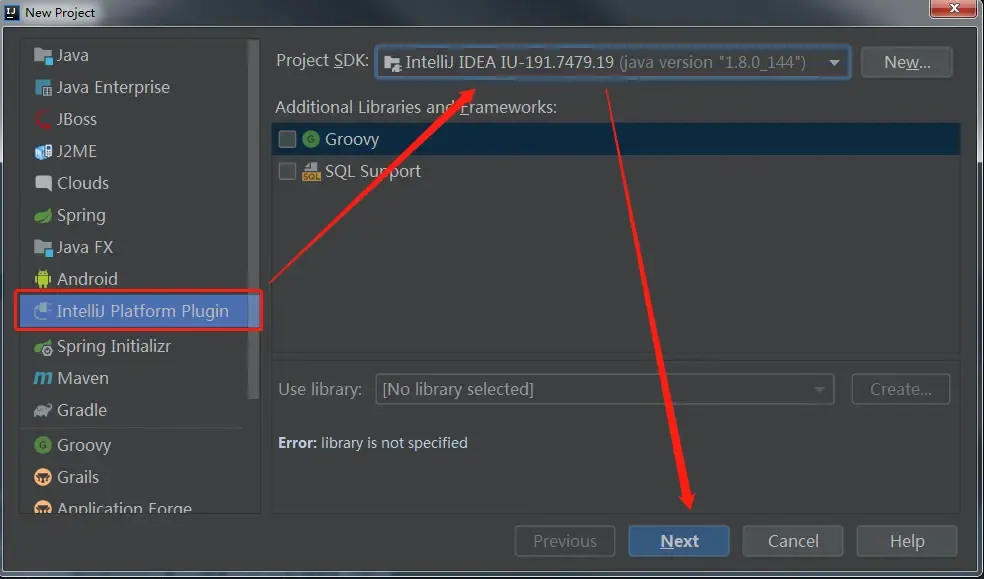 New Project
Java
Java Enterprise
JBoss
J2ME
Clouds
Spring
Java FX
Android
IntelliJ Platform Plugin
Spring Initializr
Maven
Gradle
Groovy
Grails
Application Forge
Project SDK: IntelliJ IDEA IU-191.7479.19 (java version "1.8.0_144") New...
Additional Libraries and Frameworks:
Groovy
SQL Support
Use library: [No library selected] Create...
Error: library is not specified
Previous Next Cancel Help